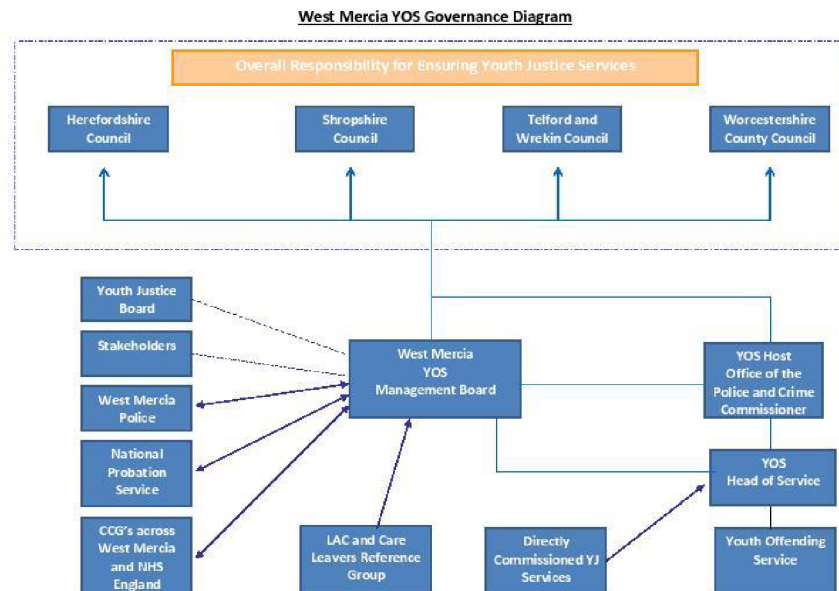 West Mercia YOS Governance Diagram
Overall Responsibility for Ensuring Youth Justice Services
Herefordshire
Council
Shropshire
Council
Telford and
Wrekin Council
Worcestershire
County Council
Youth Justice
Board
Stakeholders
West Mercia
Police
National
Probation
Service
CCG's across
West Mercia
and NHS
England
West Mercia
YOS
Management Board
YOS Host
Office of the
Police and Crime
Commissioner
YOS
Head of Service
LAC and Care
Leavers Reference
Group
Directly
Commissioned YJ
Services
Youth Offending
Service